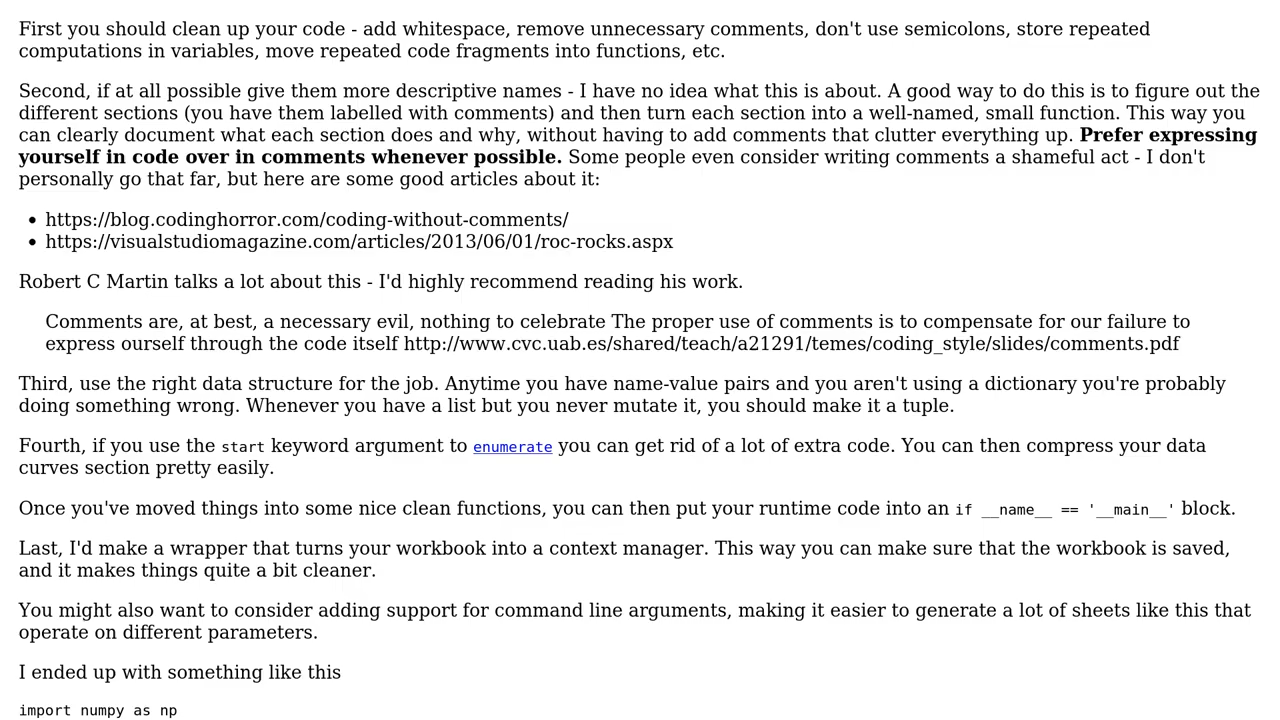 First you should clean up your code - add whitespace, remove unnecessary comments, don't use semicolons, store repeated
computations in variables, move repeated code fragments into functions, etc.
Second, if at all possible give them more descriptive names - I have no idea what this is about. A good way to do this is to figure out the
different sections (you have them labelled with comments) and then turn each section into a well-named, small function. This way you
can clearly document what each section does and why, without having to add comments that clutter everything up. Prefer expressing
yourself in code over in comments whenever possible. Some people even consider writing comments a shameful act - I don't
personally go that far, but here are some good articles about it:
• https://blog.codinghorror.com/coding-without-comments/
• https://visualstudiomagazine.com/articles/2013/06/01/roc-rocks.aspx
Robert C Martin talks a lot about this - I'd highly recommend reading his work.
Comments are, at best, a necessary evil, nothing to celebrate The proper use of comments is to compensate for our failure to
express ourself through the code itself http://www.cvc.uab.es/shared/teach/a21291/temes/coding_style/slides/comments.pdf
Third, use the right data structure for the job. Anytime you have name-value pairs and you aren't using a dictionary you're probably
doing something wrong. Whenever you have a list but you never mutate it, you should make it a tuple.
Fourth, if you use the start keyword argument to enumerate you can get rid of a lot of extra code. You can then compress your data
curves section pretty easily.
Once you've moved things into some nice clean functions, you can then put your runtime code into an if __name__ == '__main__' block.
Last, I'd make a wrapper that turns your workbook into a context manager. This way you can make sure that the workbook is saved,
and it makes things quite a bit cleaner.
You might also want to consider adding support for command line arguments, making it easier to generate a lot of sheets like this that
operate on different parameters.
I ended up with something like this
import numpy as np